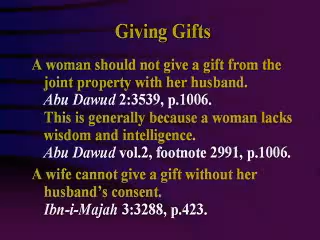 Giving Gifts
A woman should not give a gift from the
joint property with her husband.
Abu Dawud 2:3539, p.1006.
This is generally because a woman lacks
wisdom and intelligence.
Abu Dawud vol.2, footnote 2991, p.1006.
A wife cannot give a gift without her
husband's consent.
Ibn-i-Majah 3:3288, p.423.